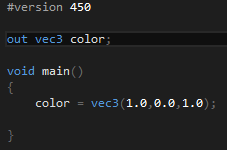 #version 450
out vec3 color;
void main()
{
color = vec3(1.0,0.0,1.0);
}